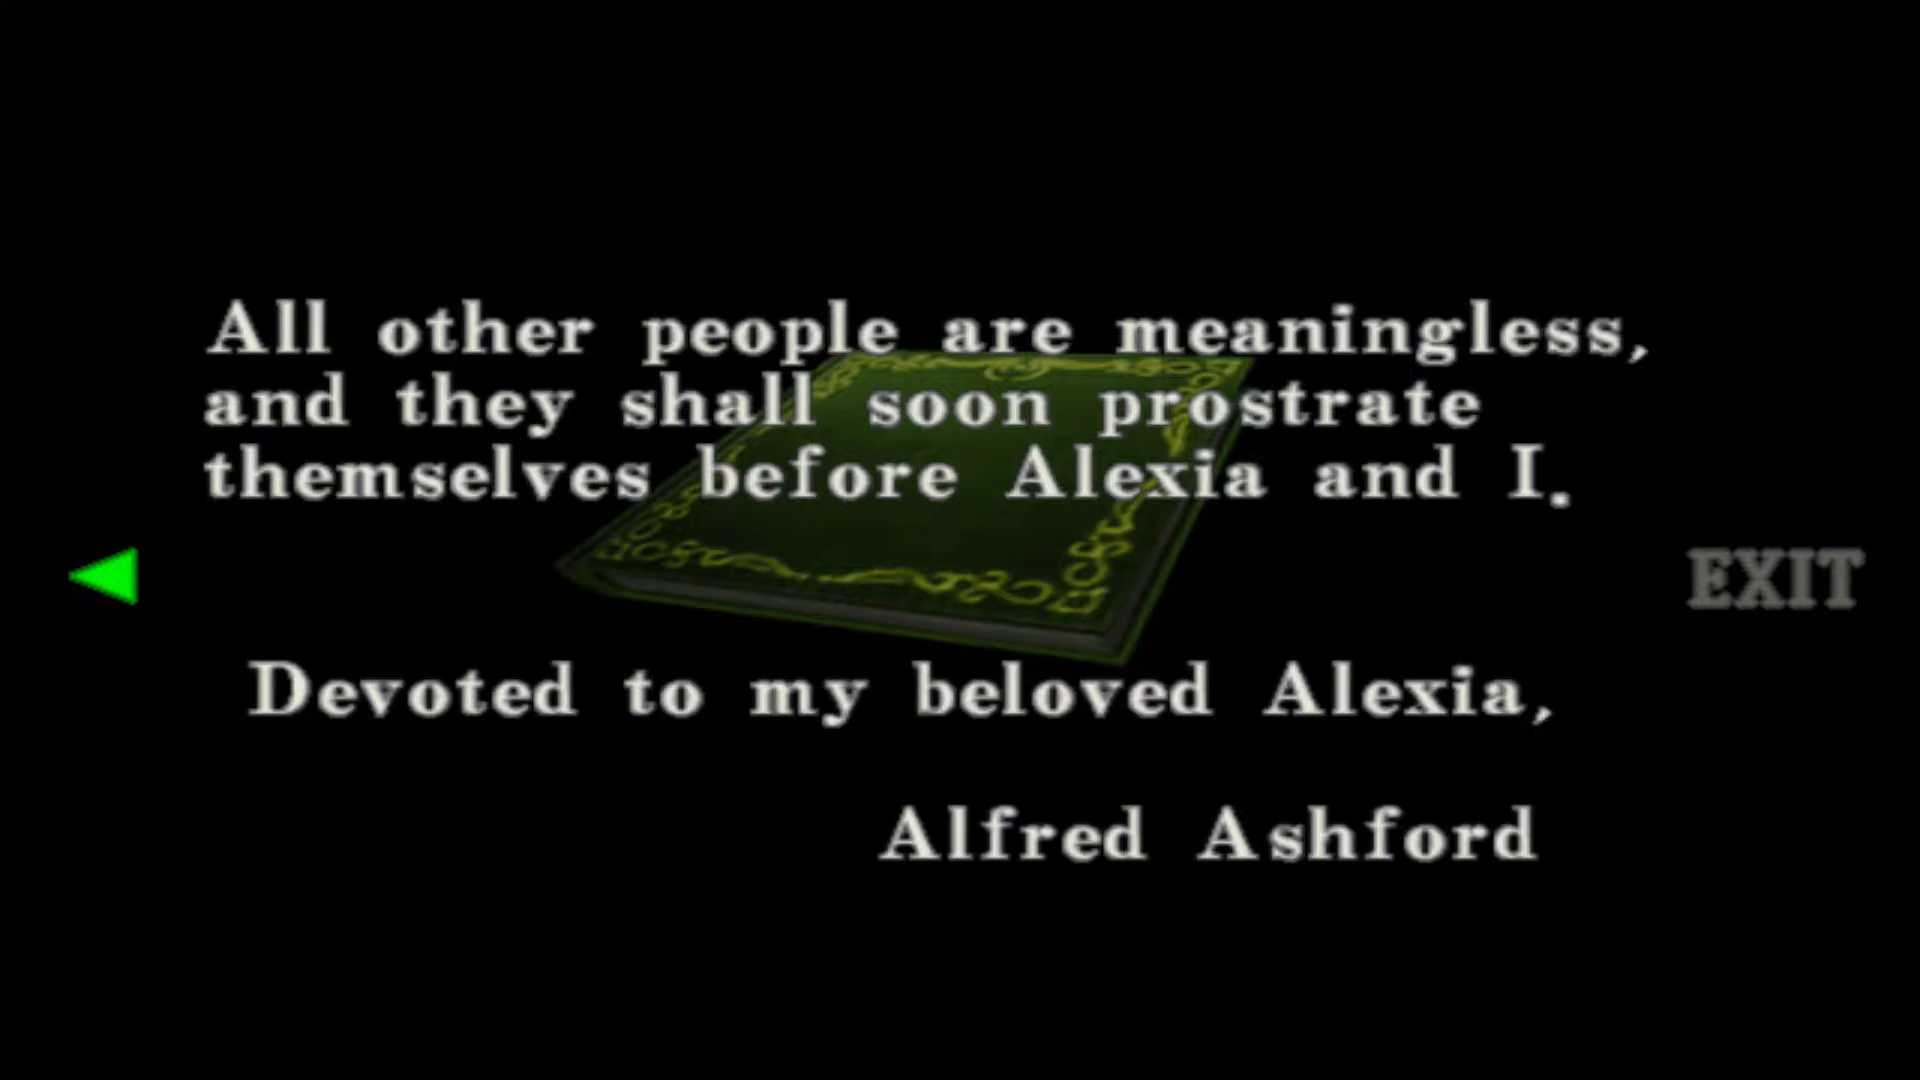 All other people are meaningless,
and they shall soon prostrate
themselves before Alexia and I.
EXIT
Devoted to my beloved Alexia,
Alfred Ashford